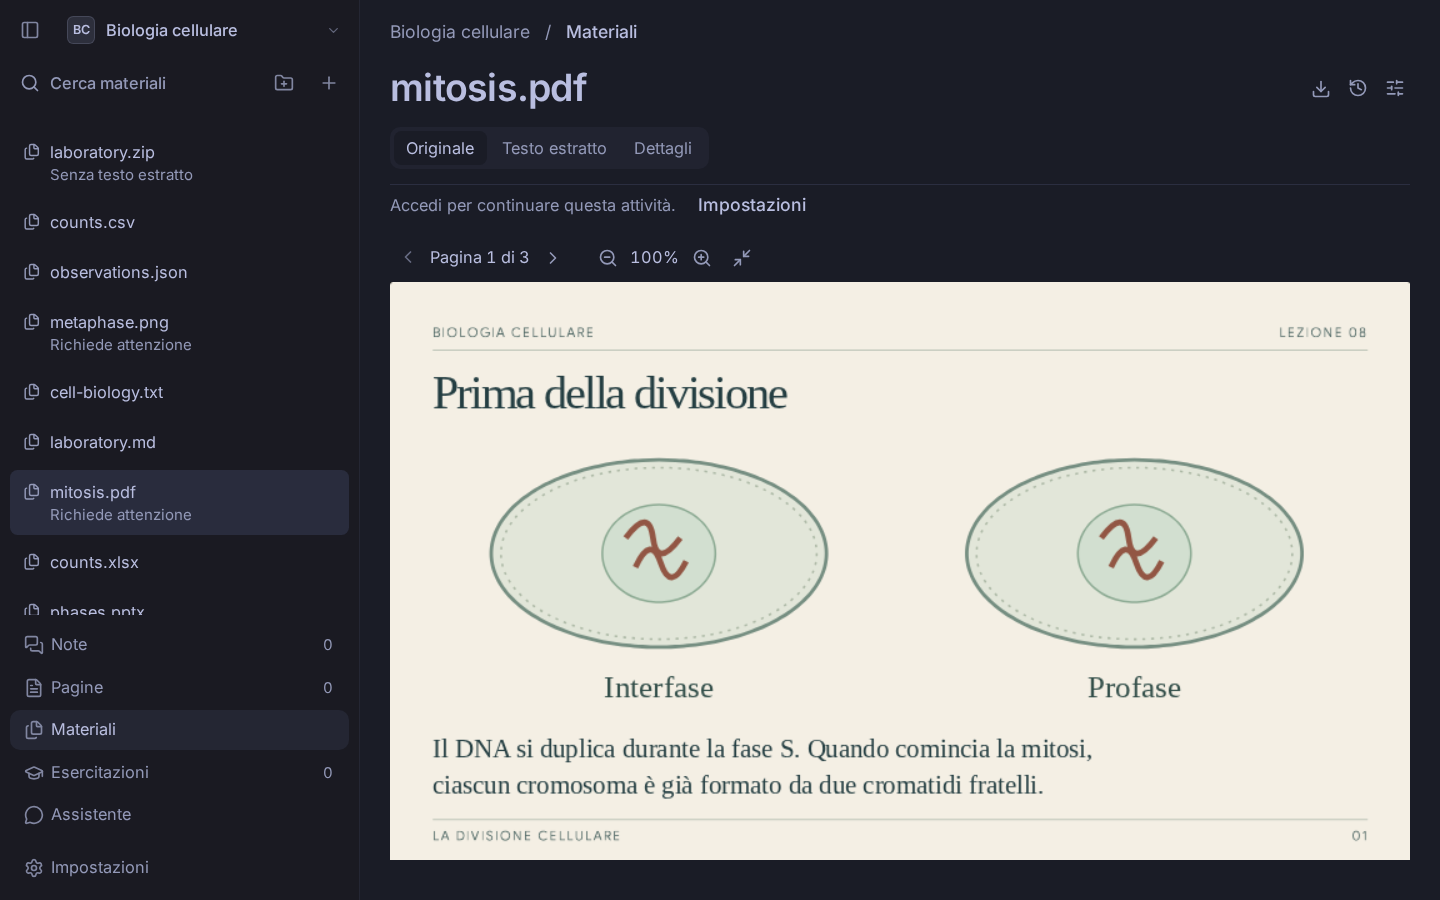 BC Biologia cellulare
Cerca materiali
laboratory.zip
Senza testo estratto
counts.csv
observations.json
metaphase.png
Richiede attenzione
cell-biology.txt
laboratory.md
mitosis.pdf
Richiede attenzione
counts.xlsx
phases.pptx
Note 0
Pagine 0
Materiali
Esercitazioni 0
Assistente
Impostazioni
Biologia cellulare / Materiali
mitosis.pdf
Originale Testo estratto Dettagli
Accedi per continuare questa attività. Impostazioni
Pagina 1 di 3 100%
BIOLOGIA CELLULARE LEZIONE 08
Prima della divisione
Interfase Profase
Il DNA si duplica durante la fase S. Quando comincia la mitosi,
ciascun cromosoma è già formato da due cromatidi fratelli.
LA DIVISIONE CELLULARE 01